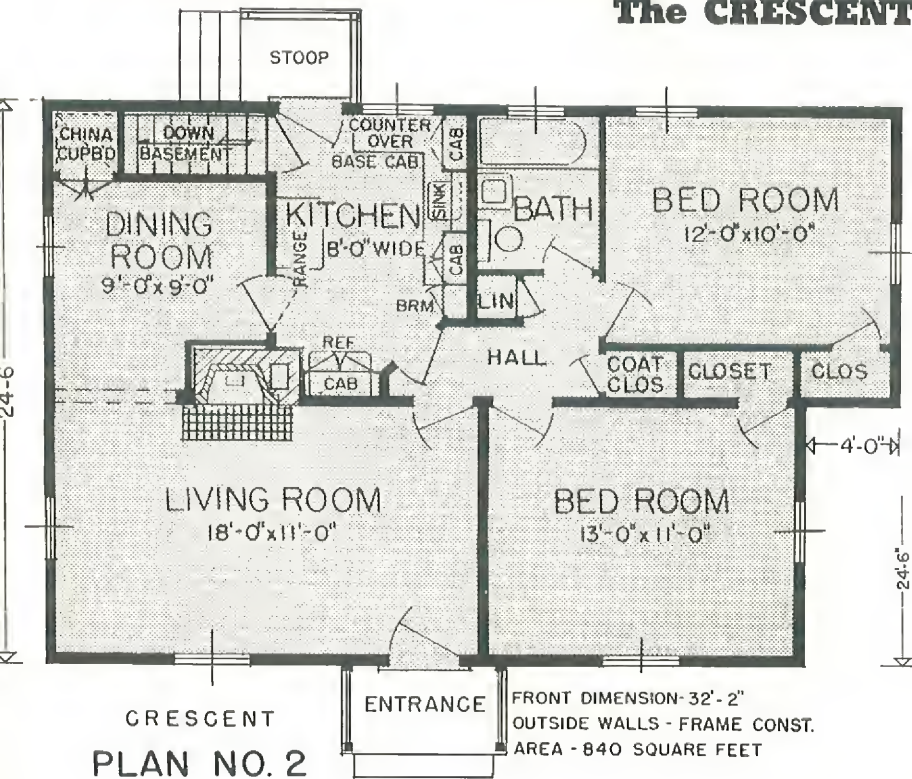 The CRESCENT
STOOP
CHINA
CUPB'D
DOWN
BASEMENT
COUNTER
OVER
BASE CAB
CAB
SINK
CAB
BRM
DINING
ROOM
9'-0"x9'-0"
KITCHEN
8'-0" WIDE
RANGE
REF
CAB
BATH
LIN
BED ROOM
12'-0"x10'-0"
HALL
COAT
CLOS
CLOSET
CLOS
24'-6"
4'-0"
LIVING ROOM
18'-0"x11'-0"
BED ROOM
13'-0"x11'-0"
24'-6"
ENTRANCE
CRESCENT
PLAN NO. 2
FRONT DIMENSION-32'-2"
OUTSIDE WALLS - FRAME CONST.
AREA - 840 SQUARE FEET